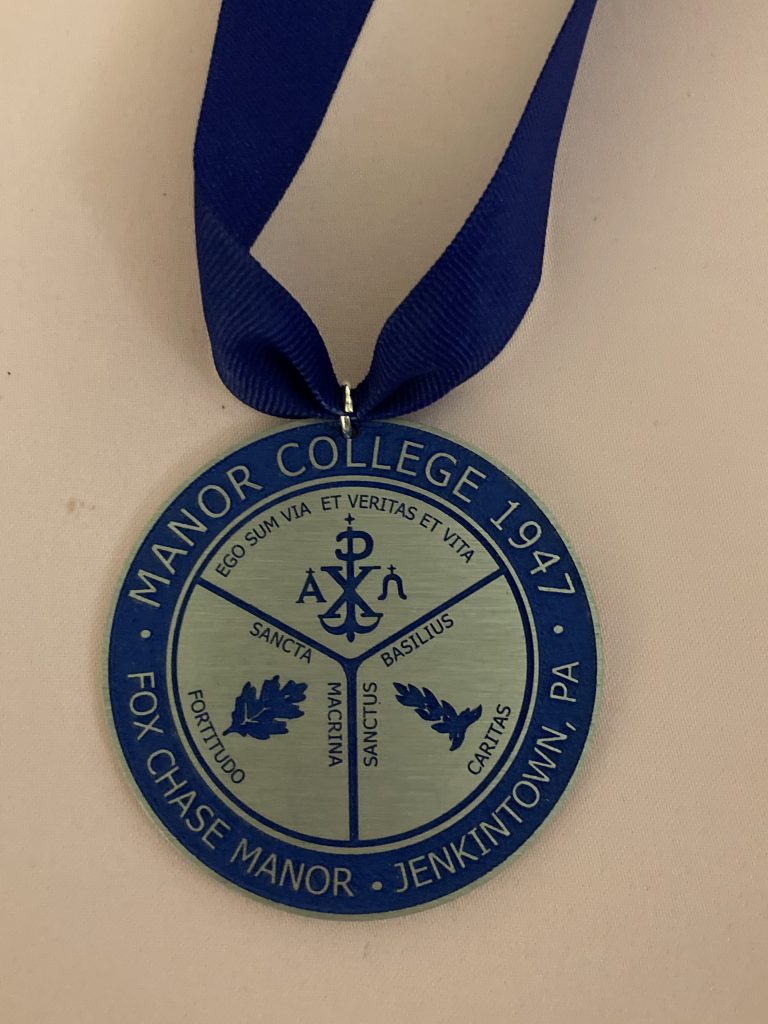 MANOR COLLEGE 1947
EGO SUM VIA ET VERITAS ET VITA
Α Ω
SANCTA MACRINA
FORTITUDO
SANCTUS BASILIUS
CARITAS
FOX CHASE MANOR • JENKINTOWN, PA